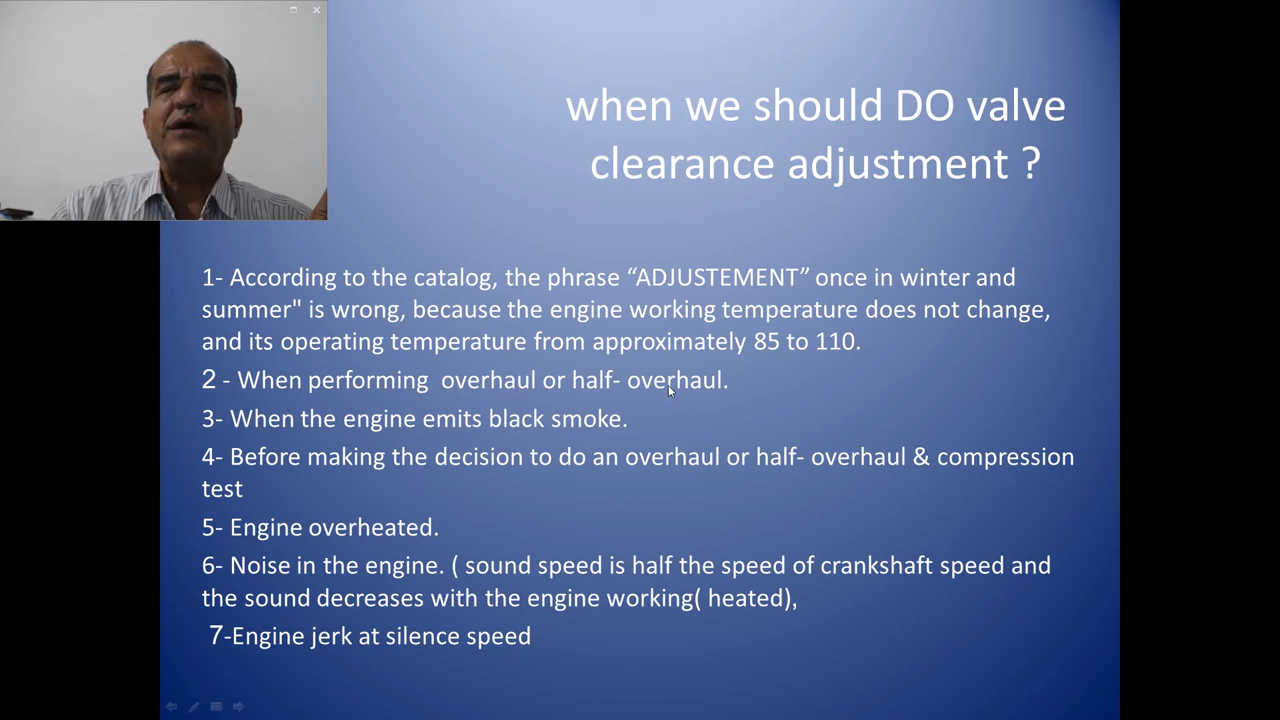 when we should DO valve
clearance adjustment ?
1- According to the catalog, the phrase “ADJUSTEMENT” once in winter and
summer" is wrong, because the engine working temperature does not change,
and its operating temperature from approximately 85 to 110.
2 - When performing  overhaul or half- overhaul.
3- When the engine emits black smoke.
4- Before making the decision to do an overhaul or half- overhaul & compression
test
5- Engine overheated.
6- Noise in the engine. ( sound speed is half the speed of crankshaft speed and
the sound decreases with the engine working( heated),
7-Engine jerk at silence speed